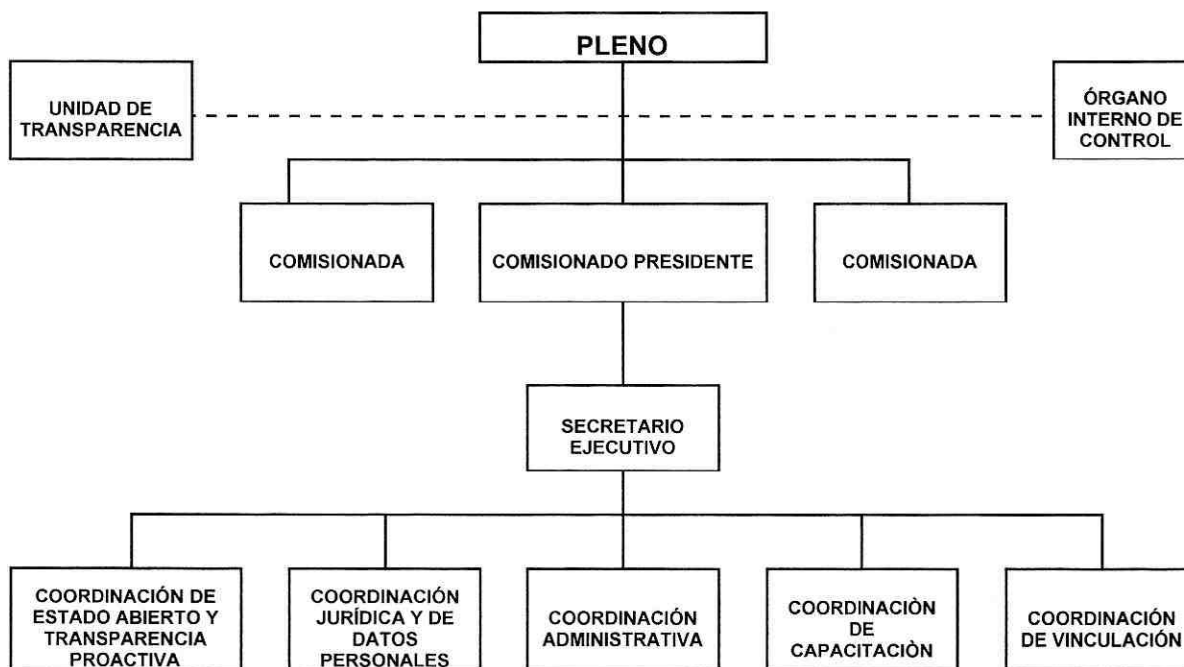 PLENO
UNIDAD DE
TRANSPARENCIA
ÓRGANO
INTERNO DE
CONTROL
COMISIONADA
COMISIONADO PRESIDENTE
COMISIONADA
SECRETARIO
EJECUTIVO
COORDINACIÓN DE
ESTADO ABIERTO Y
TRANSPARENCIA
PROACTIVA
COORDINACIÓN
JURÍDICA Y DE
DATOS
PERSONALES
COORDINACIÓN
ADMINISTRATIVA
COORDINACIÒN
DE
CAPACITACIÒN
COORDINACIÓN
DE VINCULACIÓN